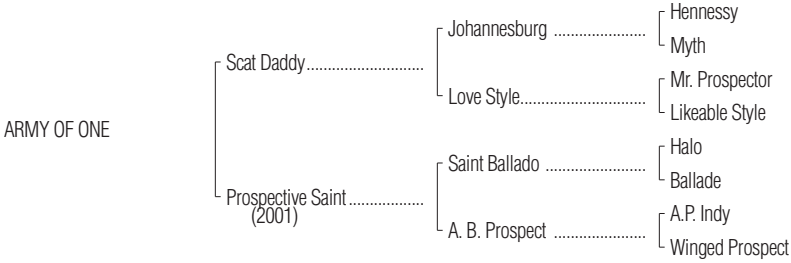 Hennessy
Johannesburg ......................
Myth
Scat Daddy............................
Mr. Prospector
Love Style..............................
Likeable Style
ARMY OF ONE
Halo
Saint Ballado ........................
Ballade
Prospective Saint..................
(2001)
A.P. Indy
A. B. Prospect ......................
Winged Prospect